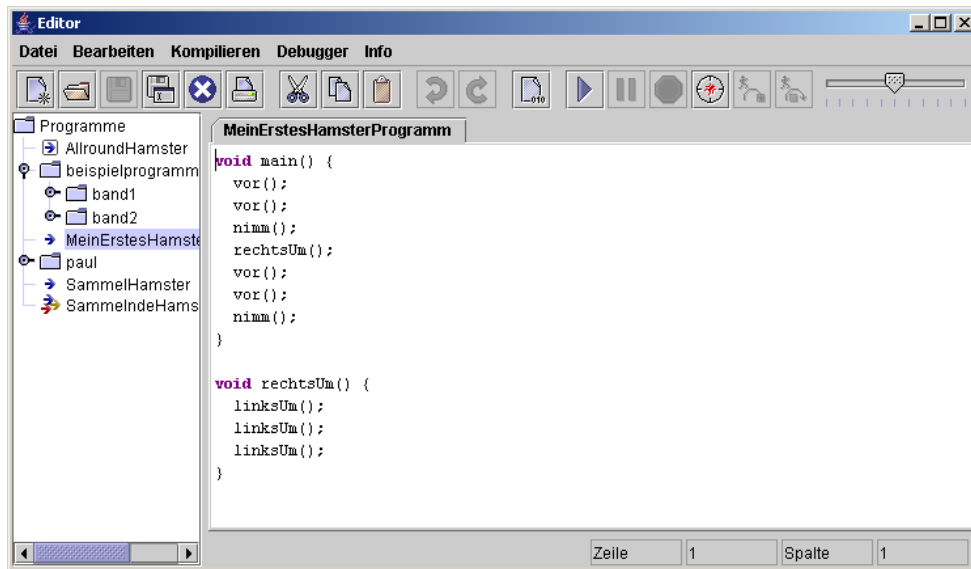 Editor
Datei Bearbeiten Kompilieren Debugger Info
010
Programme
AllroundHamster
beispielprogramm
band1
band2
MeinErstesHamste
paul
SammelHamster
SammelndeHams
MeinErstesHamsterProgramm
void main() {
vor();
vor();
nimm();
rechtsUm();
vor();
vor();
nimm();
}
void rechtsUm() {
linksUm();
linksUm();
linksUm();
}
Zeile 1 Spalte 1